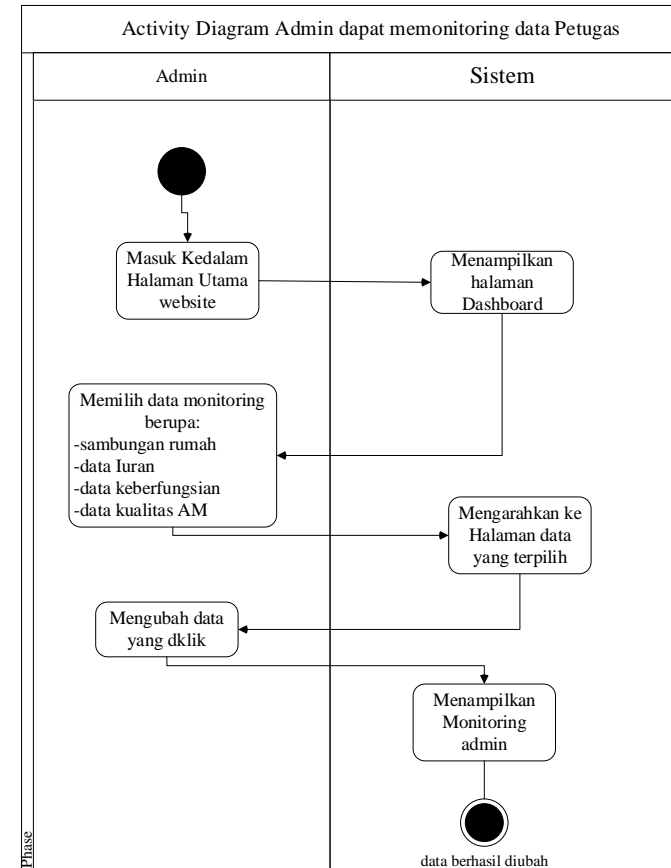 Activity Diagram Admin dapat memonitoring data Petugas
Admin
Sistem
Masuk Kedalam
Halaman Utama
website
Menampilkan
halaman
Dashboard
Memilih data monitoring
berupa:
-sambungan rumah
-data Iuran
-data keberfungsian
-data kualitas AM
Mengarahkan ke
Halaman data
yang terpilih
Mengubah data
yang dklik
Menampilkan
Monitoring
admin
data berhasil diubah
Phase